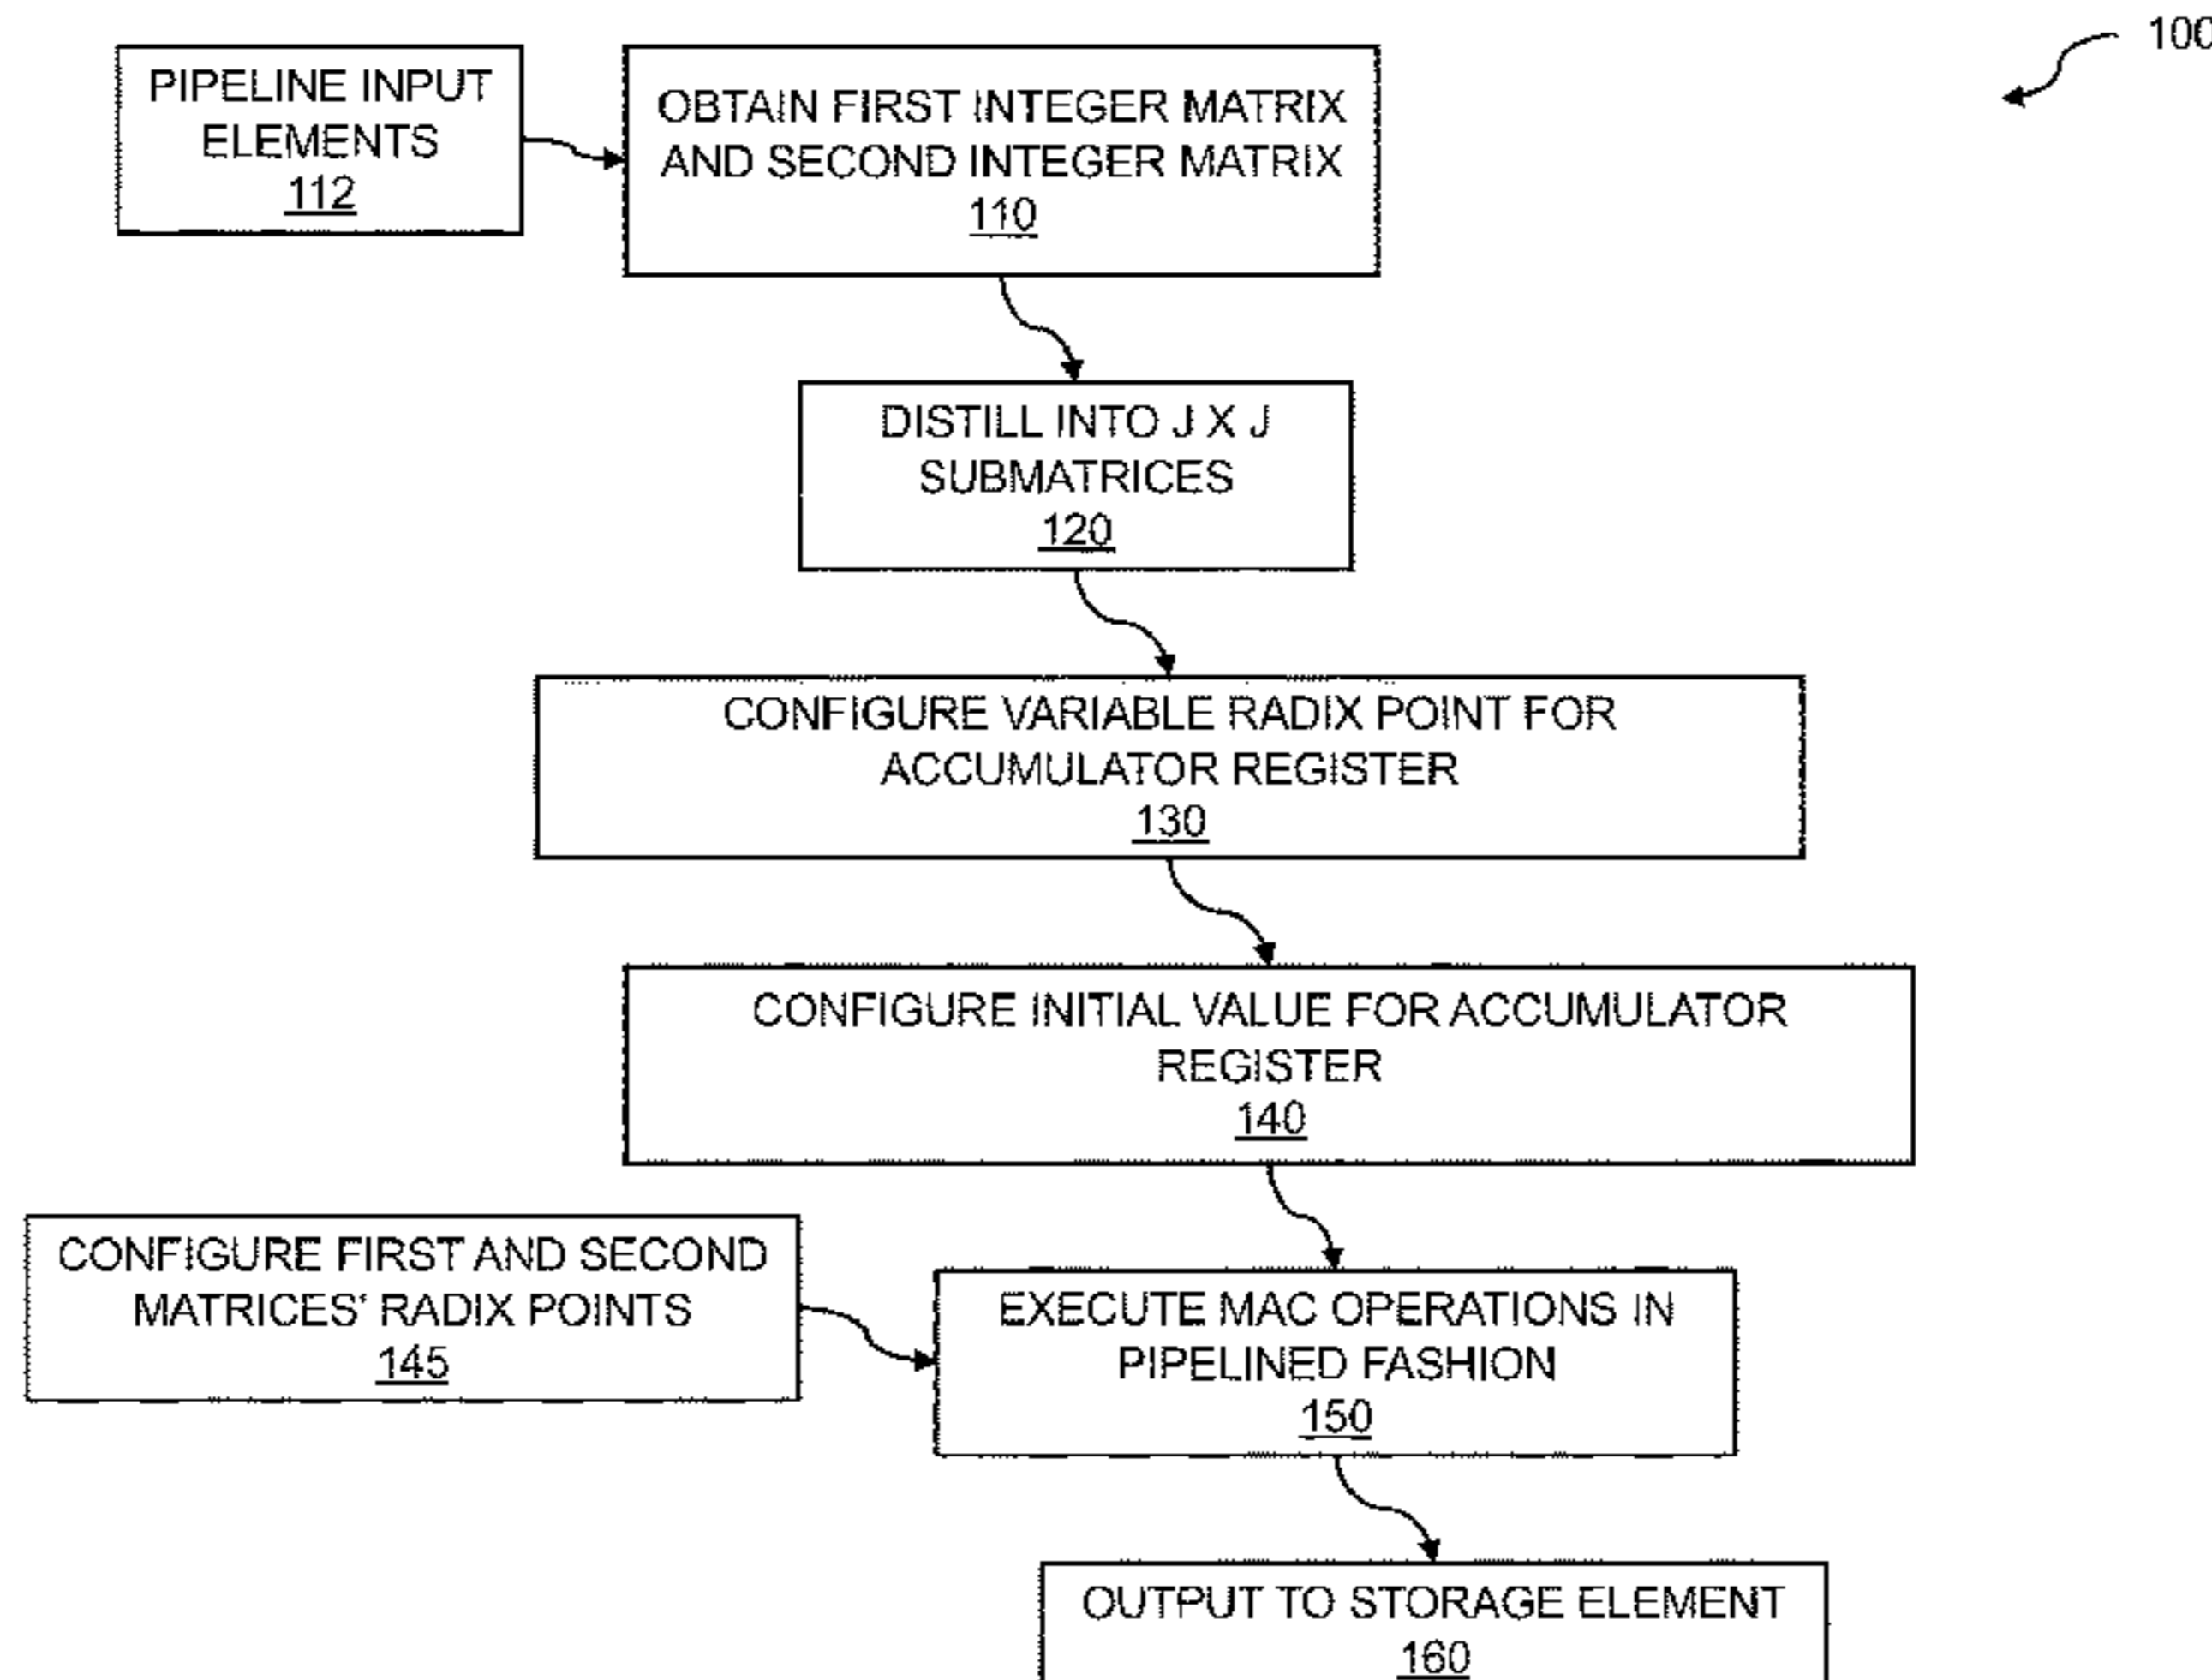 100
PIPELINE INPUT
ELEMENTS
112
OBTAIN FIRST INTEGER MATRIX
AND SECOND INTEGER MATRIX
110
DISTILL INTO J X J
SUBMATRICES
120
CONFIGURE VARIABLE RADIX POINT FOR
ACCUMULATOR REGISTER
130
CONFIGURE INITIAL VALUE FOR ACCUMULATOR
REGISTER
140
CONFIGURE FIRST AND SECOND
MATRICES' RADIX POINTS
145
EXECUTE MAC OPERATIONS IN
PIPELINED FASHION
150
OUTPUT TO STORAGE ELEMENT
160